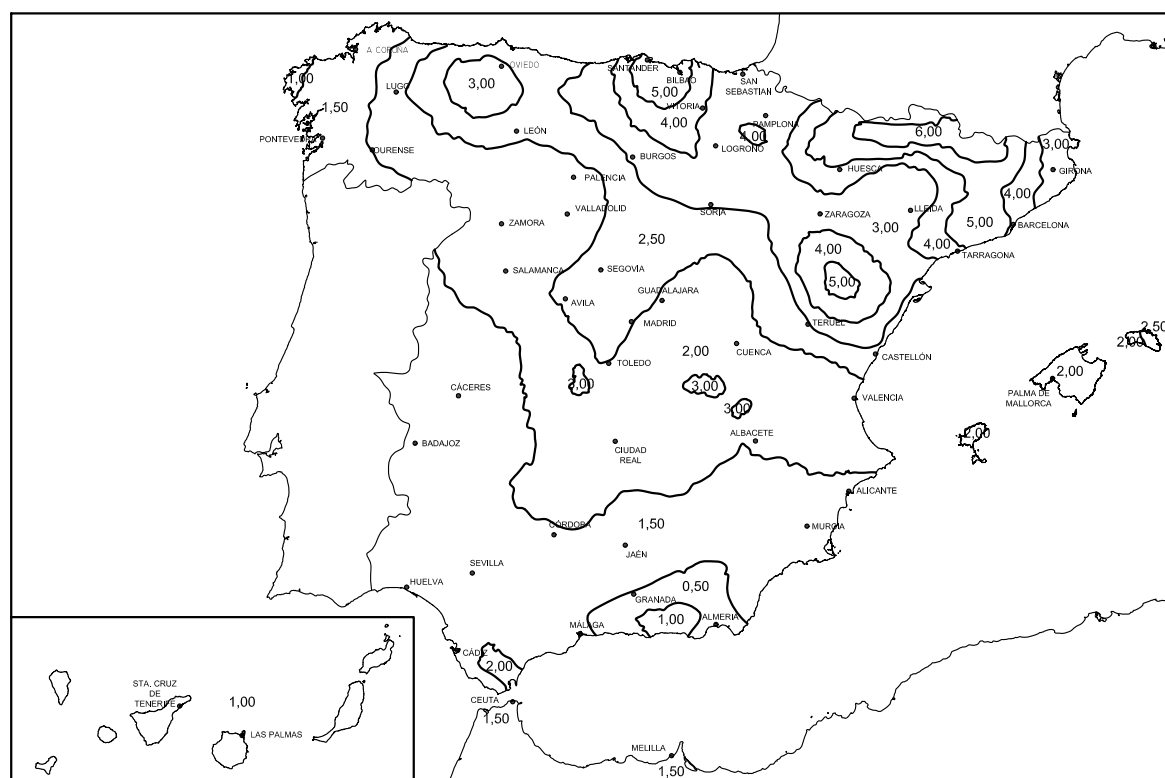 A CORUÑA
OVIEDO
SANTANDER
1,00
LUGO
3,00
BILBAO
SAN
SEBASTIAN
5,00
1,50
VITORIA
4,00
PAMPLONA
6,00
PONTEVEDRA
LEÓN
4,00
3,00
OURENSE
LOGROÑO
BURGOS
HUESCA
GIRONA
PALENCIA
4,00
VALLADOLID
SORIA
ZARAGOZA
LLEIDA
ZAMORA
3,00
5,00
BARCELONA
2,50
4,00
4,00
TARRAGONA
SALAMANCA
SEGOVÍA
5,00
GUADALAJARA
AVILA
MADRID
TERUEL
2,50
2,00
2,00
CUENCA
CASTELLÓN
TOLEDO
2,00
3,00
3,00
CÁCERES
PALMA DE
MALLORCA
VALENCIA
3,00
2,00
ALBACETE
BADAJOZ
CIUDAD
REAL
ALICANTE
1,50
MURCIA
CÓRDOBA
JAÉN
SEVILLA
HUELVA
0,50
GRANADA
1,00
ALMERIA
MÁLAGA
CÁDIZ
2,00
STA. CRUZ
DE
TENERIFE
1,00
CEUTA
1,50
LAS PALMAS
MELILLA
1,50